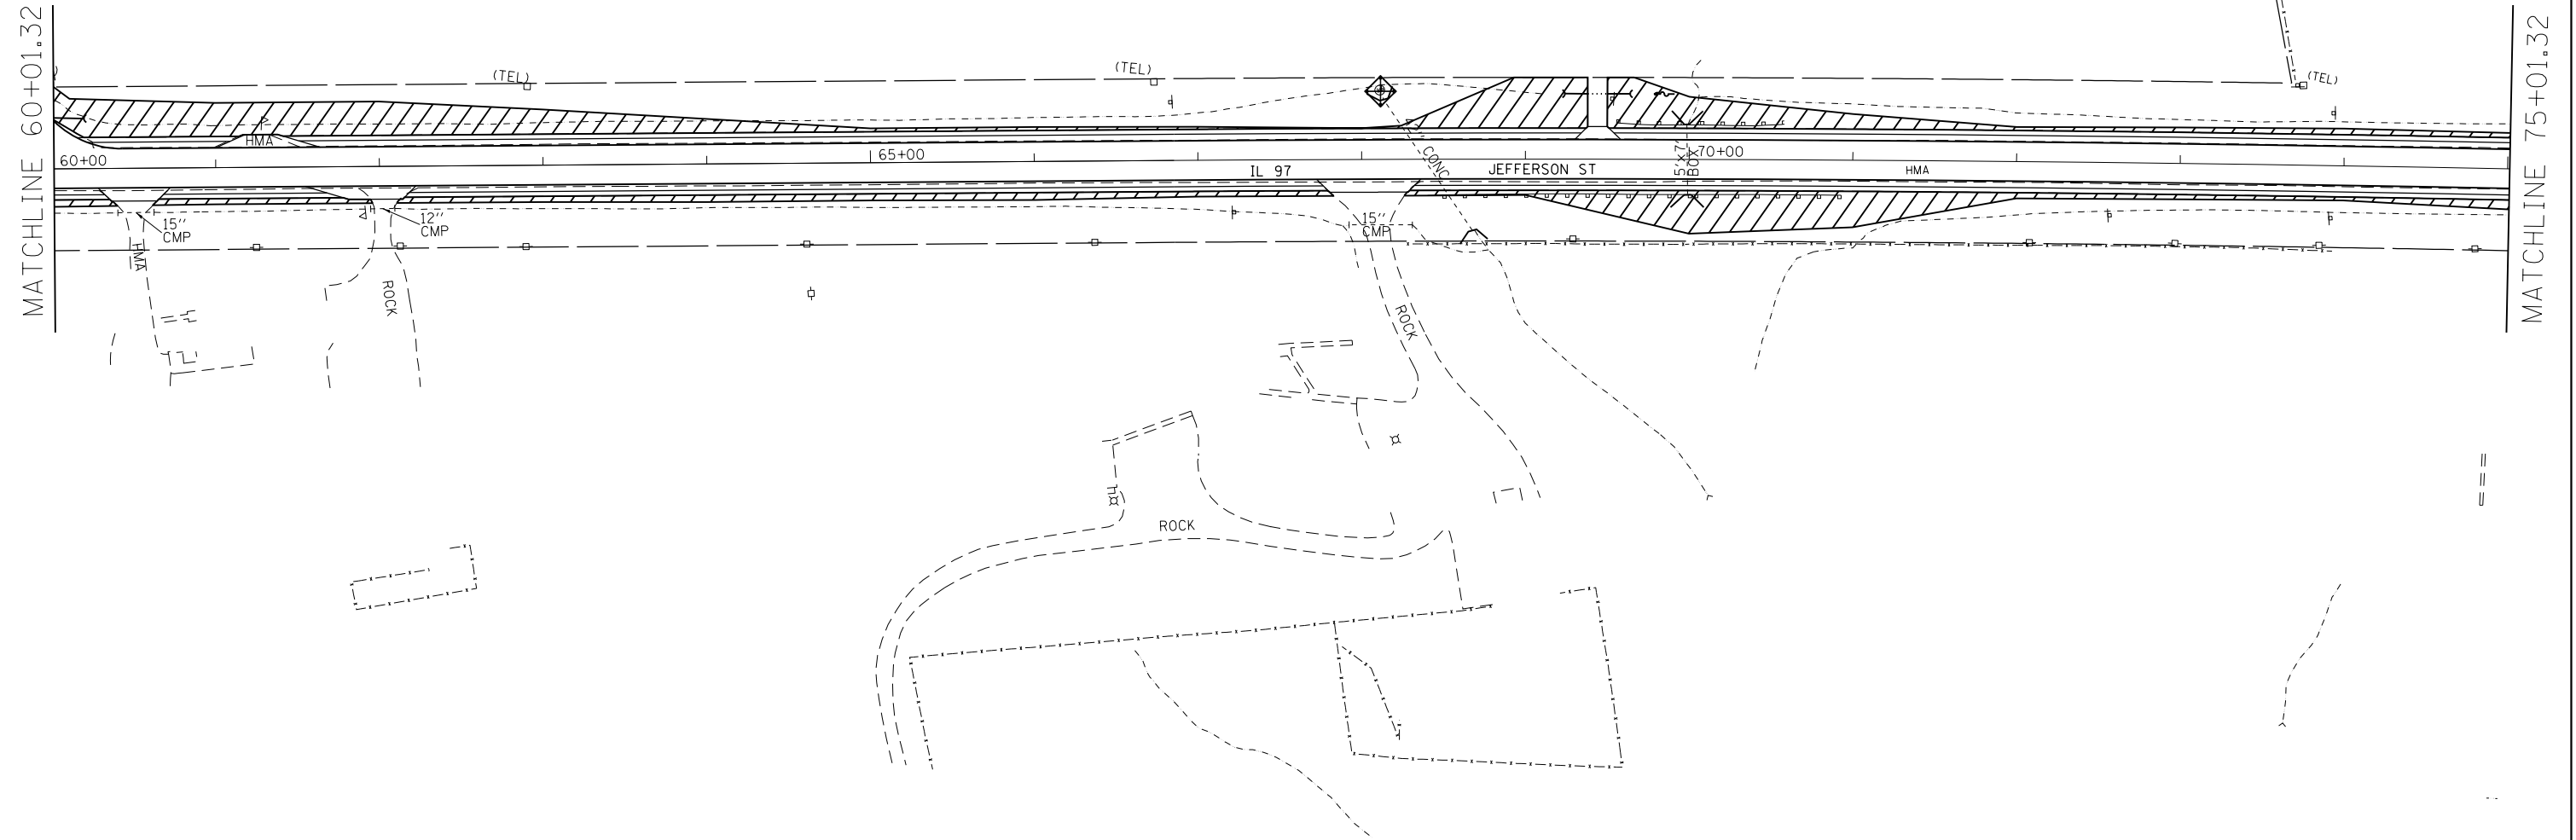 MATCHLINE 60+01.32
(TEL)
(TEL)
(TEL)
MATCHLINE 75+01.32
HMA
60+00
65+00
IL 97
CONC
JEFFERSON ST
5'X7'
BOX
70+00
HMA
15''
CMP
12''
CMP
15''
CMP
HMA
ROCK
ROCK
ROCK